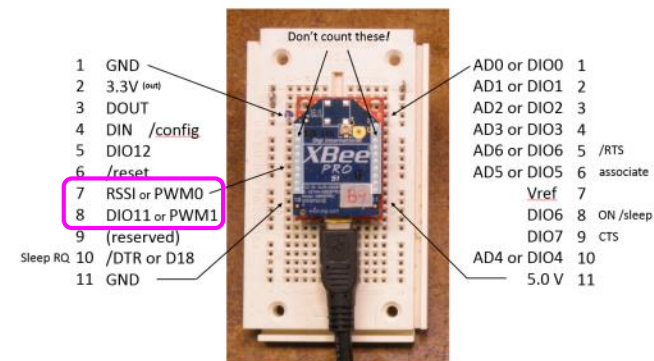 Don't count these!
1 GND
2 3.3V (out)
3 DOUT
4 DIN /config
5 DIO12
6 /reset
7 RSSI or PWM0
8 DIO11 or PWM1
9 (reserved)
Sleep RQ 10 /DTR or D18
11 GND
XBee
PRO
S1
AD0 or DIO0 1
AD1 or DIO1 2
AD2 or DIO2 3
AD3 or DIO3 4
AD6 or DIO6 5 /RTS
AD5 or DIO5 6 associate
Vref 7
DIO6 8 ON /sleep
DIO7 9 CTS
AD4 or DIO4 10
5.0 V 11